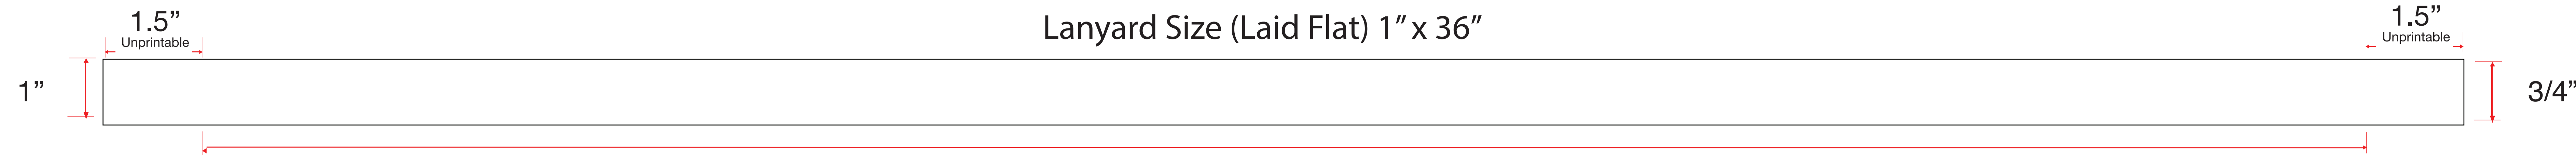 1.5”
Unprintable
Lanyard Size (Laid Flat) 1” x 36”
1.5”
Unprintable
1”
3/4”